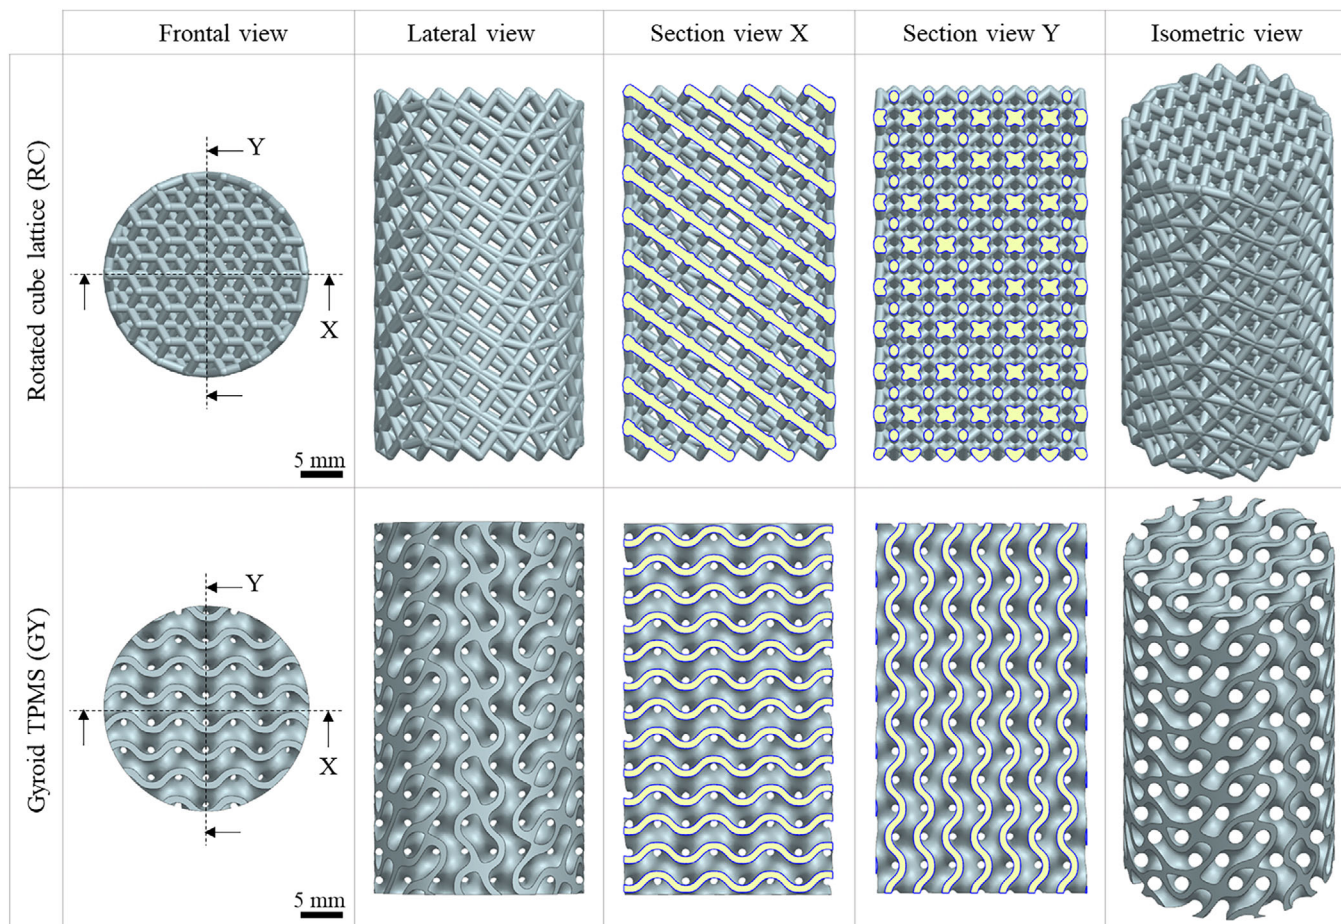 Frontal view
Lateral view
Section view X
Section view Y
Isometric view
Rotated cube lattice (RC)
Y
X
5 mm
Gyroid TPMS (GY)
Y
X
5 mm